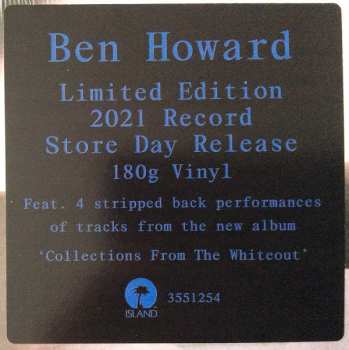 Ben Howard
Limited Edition
2021 Record
Store Day Release
180g Vinyl
Feat. 4 stripped back performances
of tracks from the new album
'Collections From The Whiteout'
ISLAND 3551254